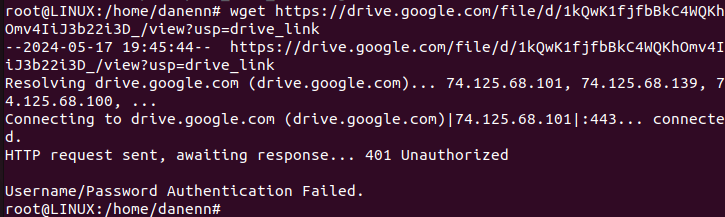 root@LINUX:/home/danenn# wget https://drive.google.com/file/d/1kQwK1fjfbBkC4WQKh
Omv4IiJ3b22i3D_/view?usp=drive_link
--2024-05-17 19:45:44--  https://drive.google.com/file/d/1kQwK1fjfbBkC4WQKhOmv4I
iJ3b22i3D_/view?usp=drive_link
Resolving drive.google.com (drive.google.com)... 74.125.68.101, 74.125.68.139, 7
4.125.68.100, ...
Connecting to drive.google.com (drive.google.com)|74.125.68.101|:443... connecte
d.
HTTP request sent, awaiting response... 401 Unauthorized
Username/Password Authentication Failed.
root@LINUX:/home/danenn#